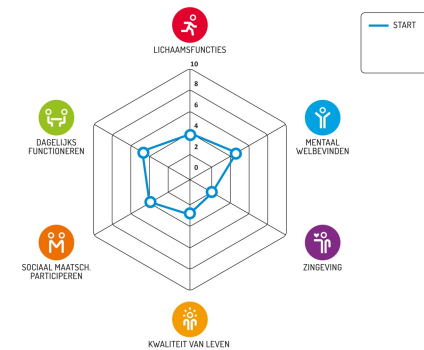 START
LICHAAMSFUNCTIES
10
8
6
4
2
0
DAGELIJKS
FUNCTIONEREN
MENTAAL
WELBEVINDEN
SOCIAAL MAATSCH.
PARTICIPEREN
ZINGEVING
KWALITEIT VAN LEVEN